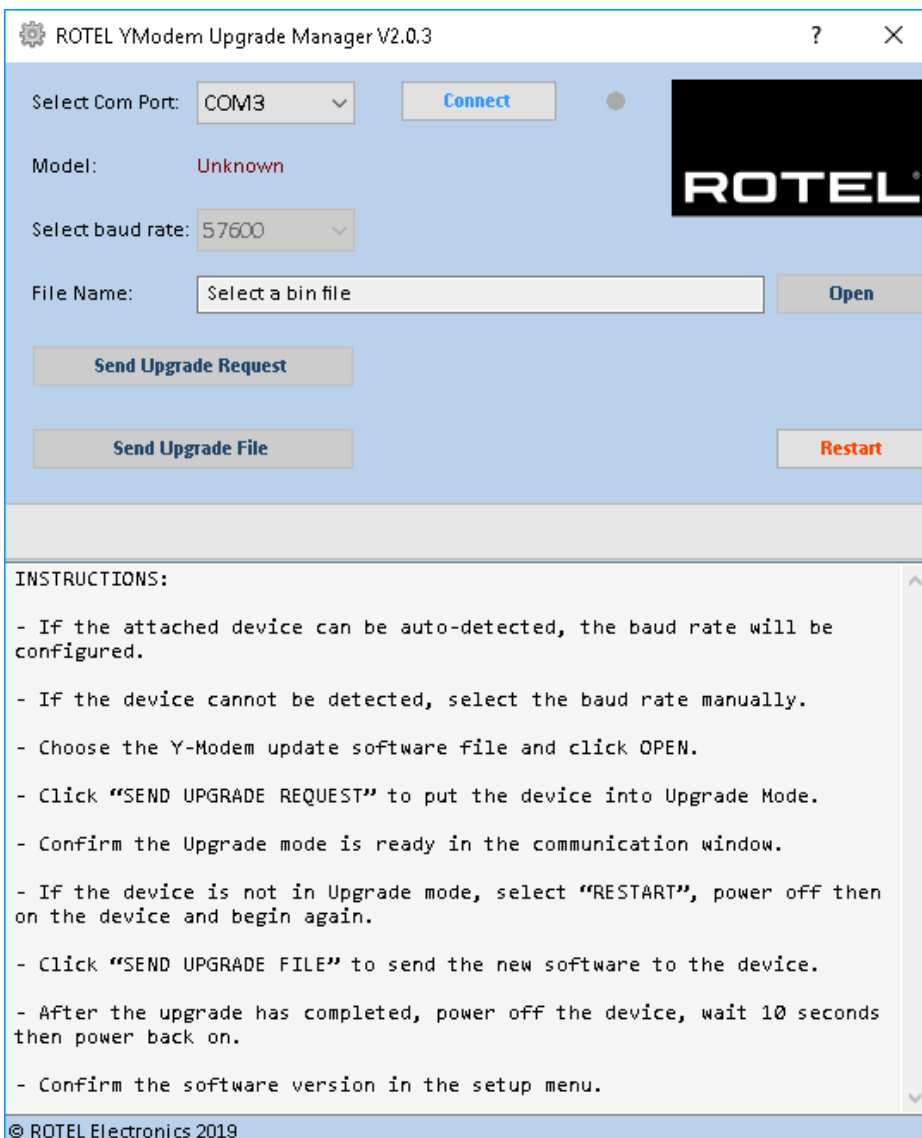 ROTEL YModem Upgrade Manager V2.0.3
?
Select Com Port:
COM3
Connect
ROTEL
Model:
Unknown
Select baud rate:
57600
File Name:
Select a bin file
Open
Send Upgrade Request
Send Upgrade File
Restart
INSTRUCTIONS:
- If the attached device can be auto-detected, the baud rate will be
configured.
- If the device cannot be detected, select the baud rate manually.
- Choose the Y-Modem update software file and click OPEN.
- Click “SEND UPGRADE REQUEST” to put the device into Upgrade Mode.
- Confirm the Upgrade mode is ready in the communication window.
- If the device is not in Upgrade mode, select “RESTART”, power off then
on the device and begin again.
- Click “SEND UPGRADE FILE” to send the new software to the device.
- After the upgrade has completed, power off the device, wait 10 seconds
then power back on.
- Confirm the software version in the setup menu.
© ROTEL Electronics 2019